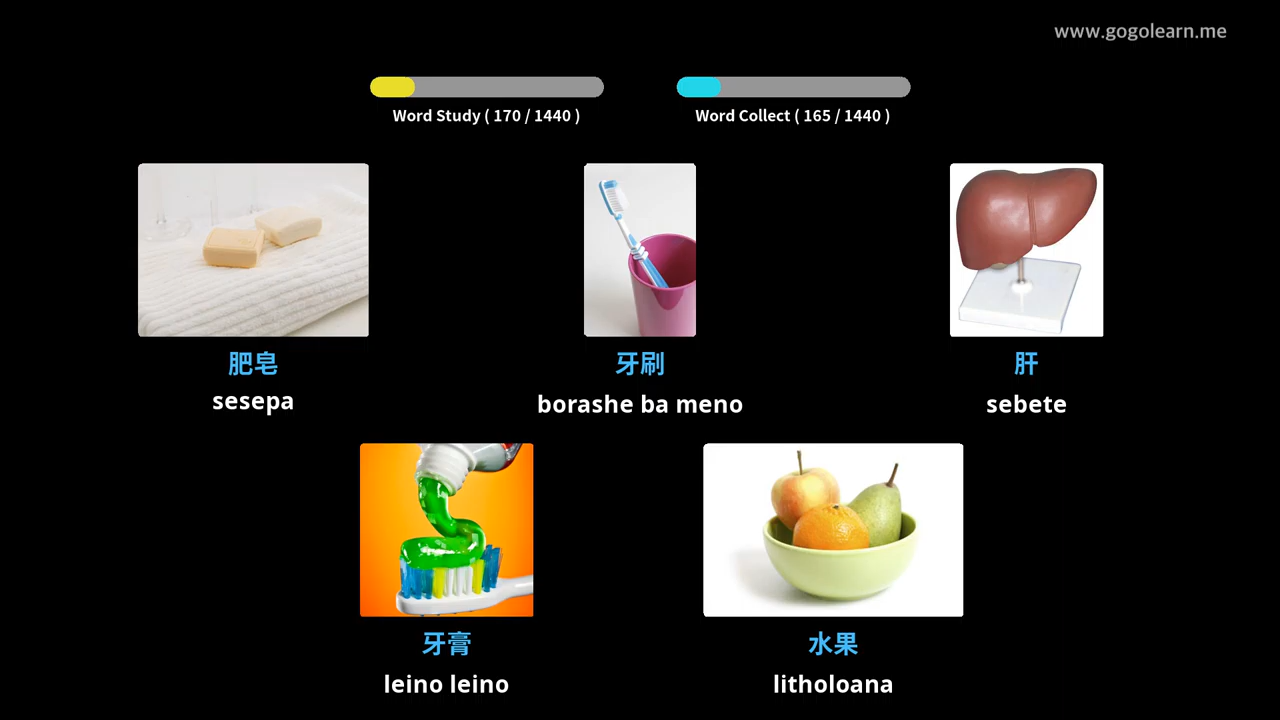 www.gogolearn.me
Word Study ( 170 / 1440 )
Word Collect ( 165 / 1440 )
肥皂
牙刷
肝
sesepa
borashe ba meno
sebete
牙膏
水果
leino leino
litholoana